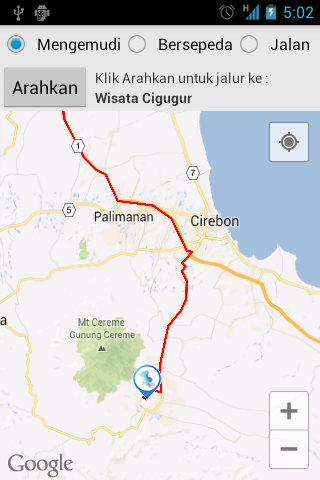 H
5:02
Mengemudi
Bersepeda
Jalan
Arahkan
Klik Arahkan untuk jalur ke :
Wisata Cigugur
1
7
5
Palimanan
Cirebon
a
Mt Cereme
Gunung Cereme
+
−
Google